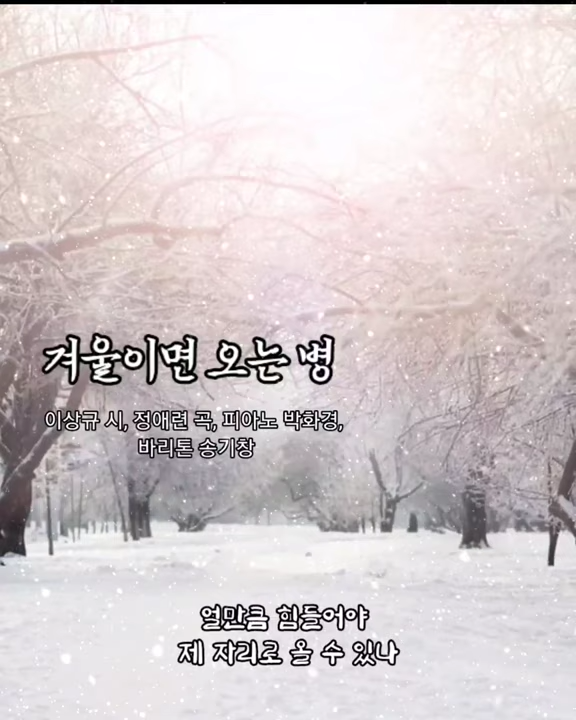 겨울이면 오는 병
이상규 시, 정애련 곡, 피아노 박화경,
바리톤 송기창
얼만큼 힘들어야
제 자리로 올 수 있나